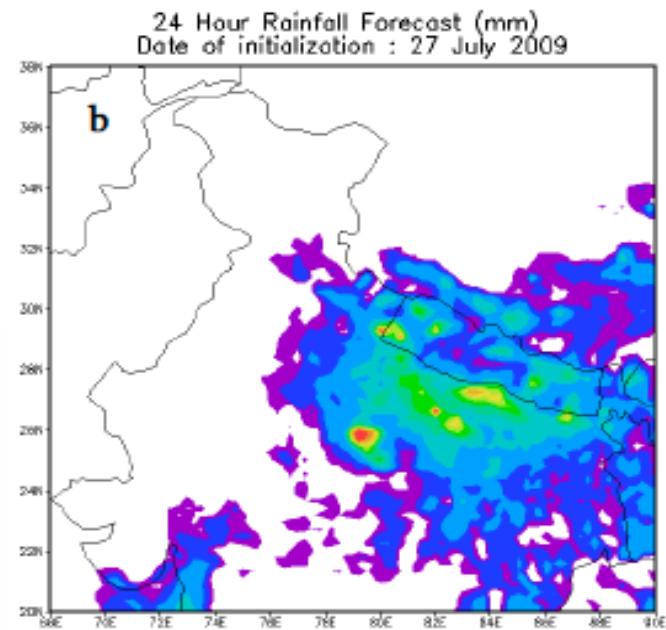 24 Hour Rainfall Forecast (mm)
Date of initialization : 27 July 2009
38N
b
36N
34N
32N
30N
28N
26N
24N
22N
20N
68E 70E 72E 74E 76E 78E 80E 82E 84E 86E 88E 90E